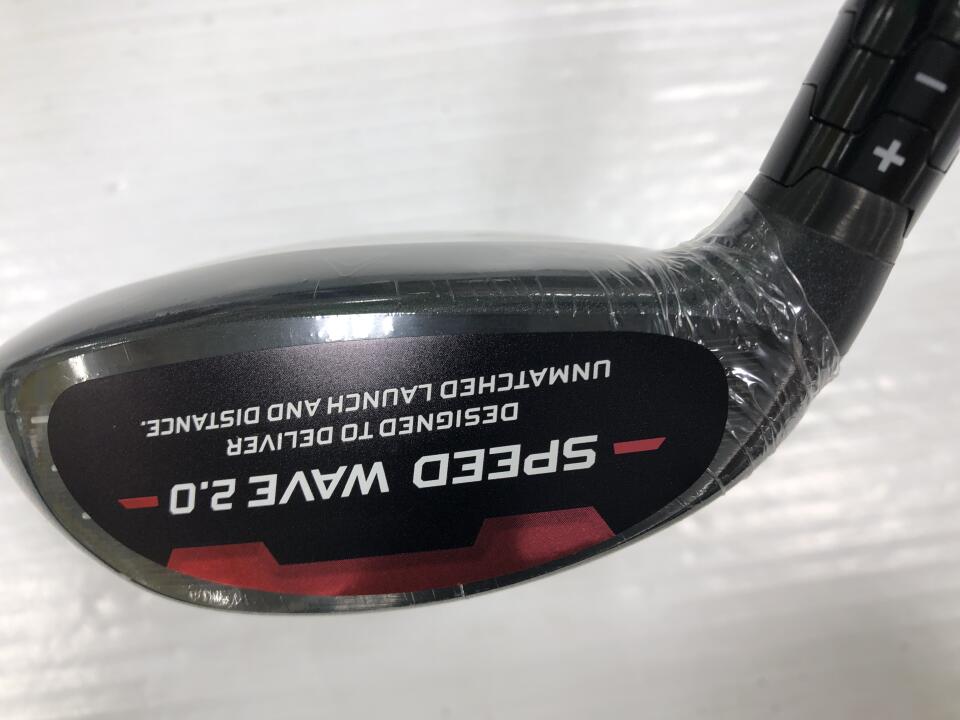 SPEED WAVE 2.0
DESIGNED TO DELIVER
UNMATCHED LAUNCH AND DISTANCE.
+
-